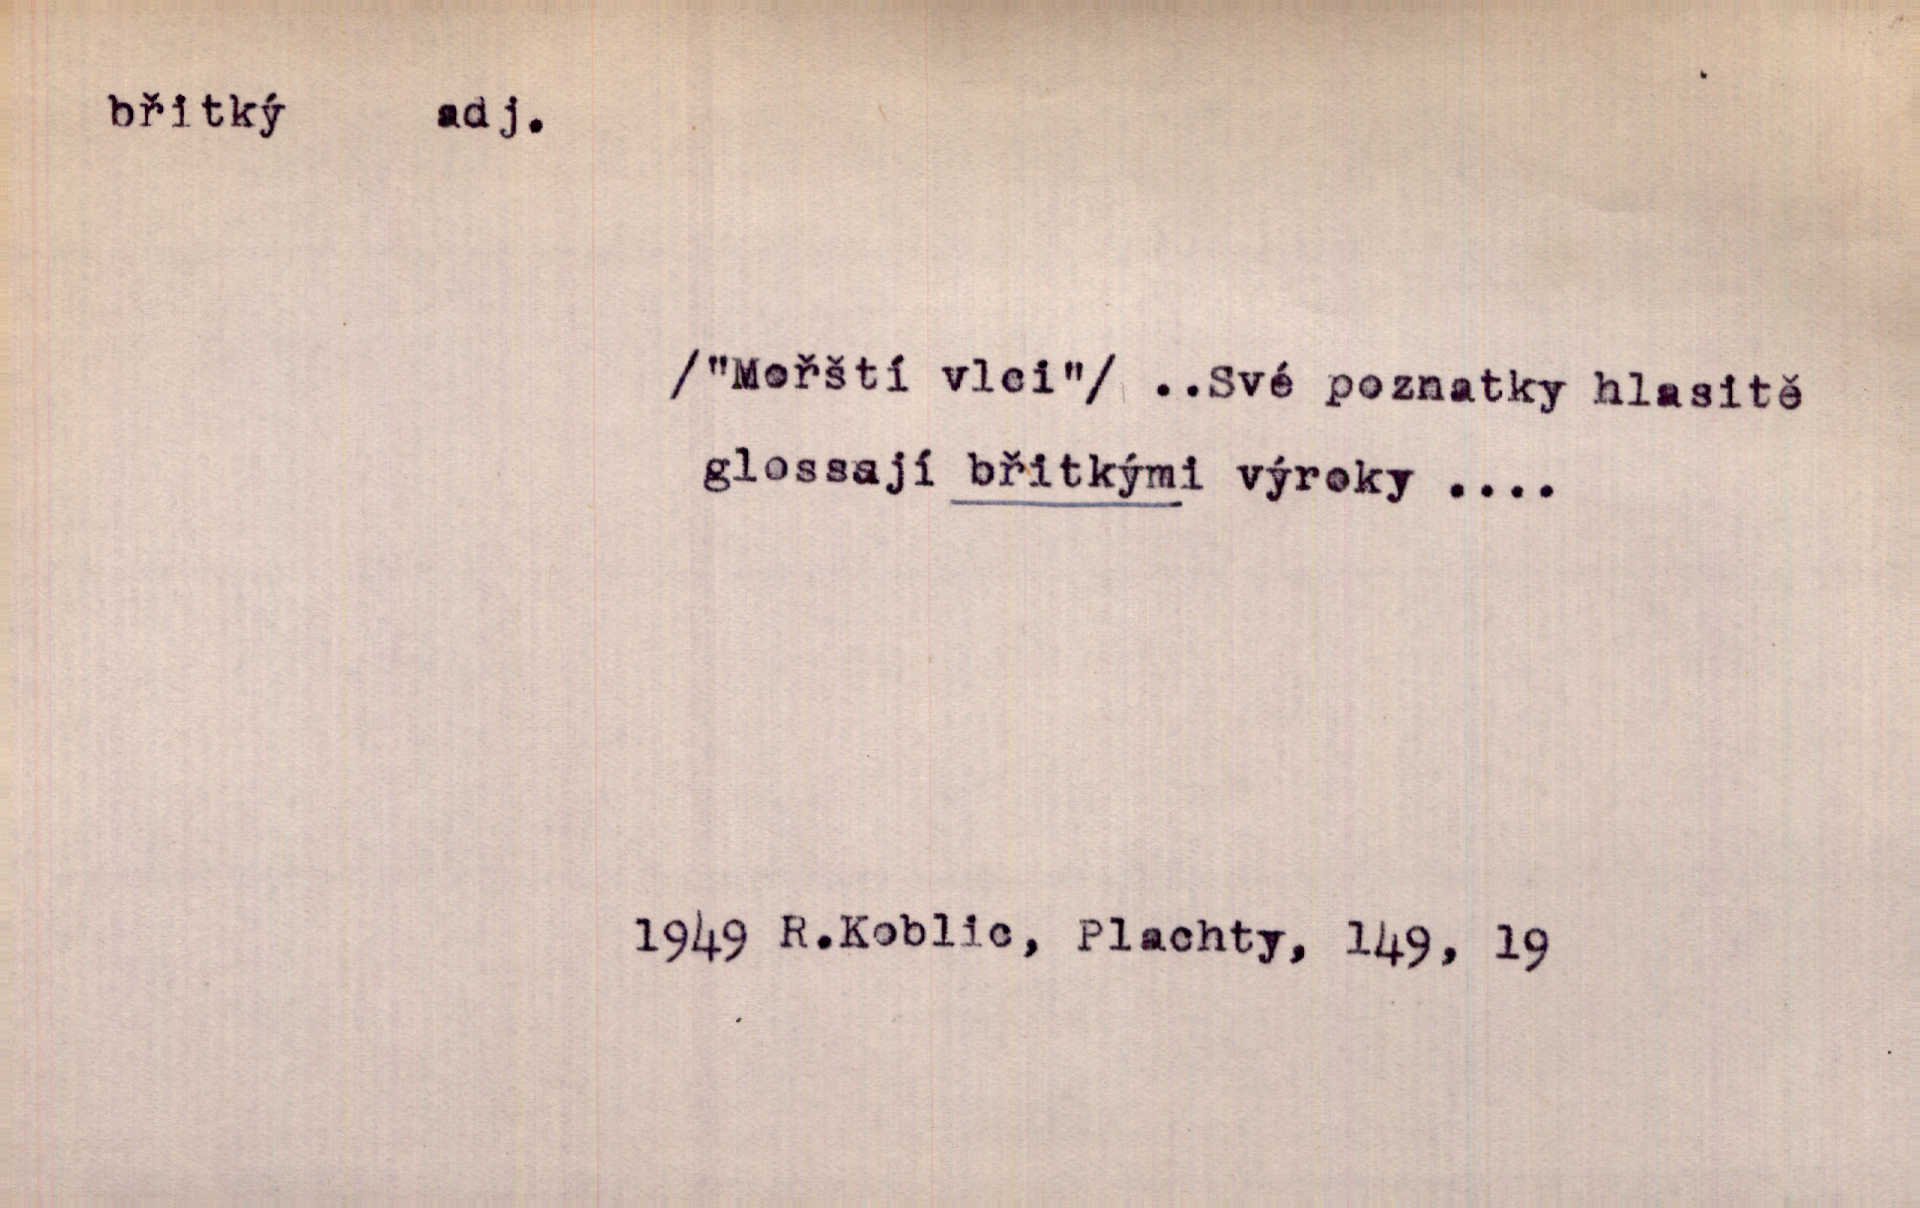 břitký adj.
/"Mořští vlci"/ ..Své poznatky hlasitě
glossají břitkými výroky ....
1949 R.Koblic, Plachty, 149, 19